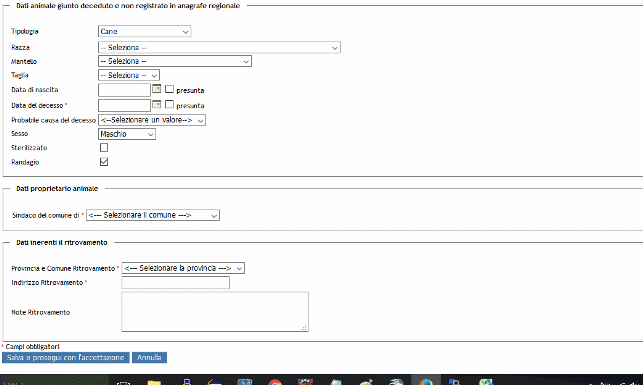 Dati animale giunto deceduto e non registrato in anagrafe regionale
Tipologia Cane
Razza -- Seleziona --
Mantello -- Seleziona --
Taglia -- Seleziona --
Data di nascita presunta
Data del decesso * presunta
Probabile causa del decesso <--Selezionare un valore-->
Sesso Maschio
Sterilizzato
Randagio
Dati proprietario animale
Sindaco del comune di * <--- Selezionare il comune --->
Dati inerenti il ritrovamento
Provincia e Comune Ritrovamento * <--- Selezionare la provincia --->
Indirizzo Ritrovamento *
Note Ritrovamento
* Campi obbligatori
Salva e prosegui con l'accettazione Annulla